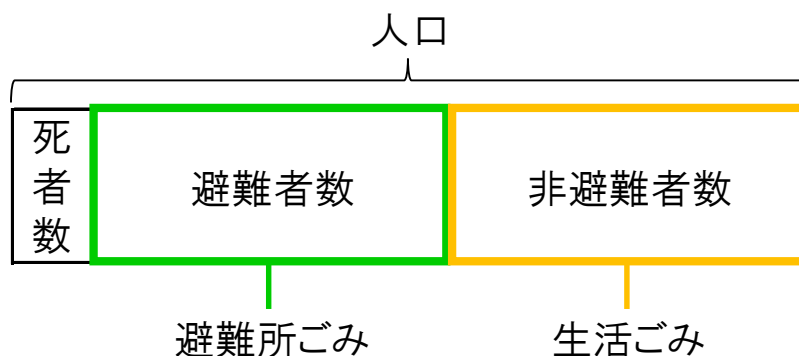 人口
死者数
避難者数
非避難者数
避難所ごみ
生活ごみ